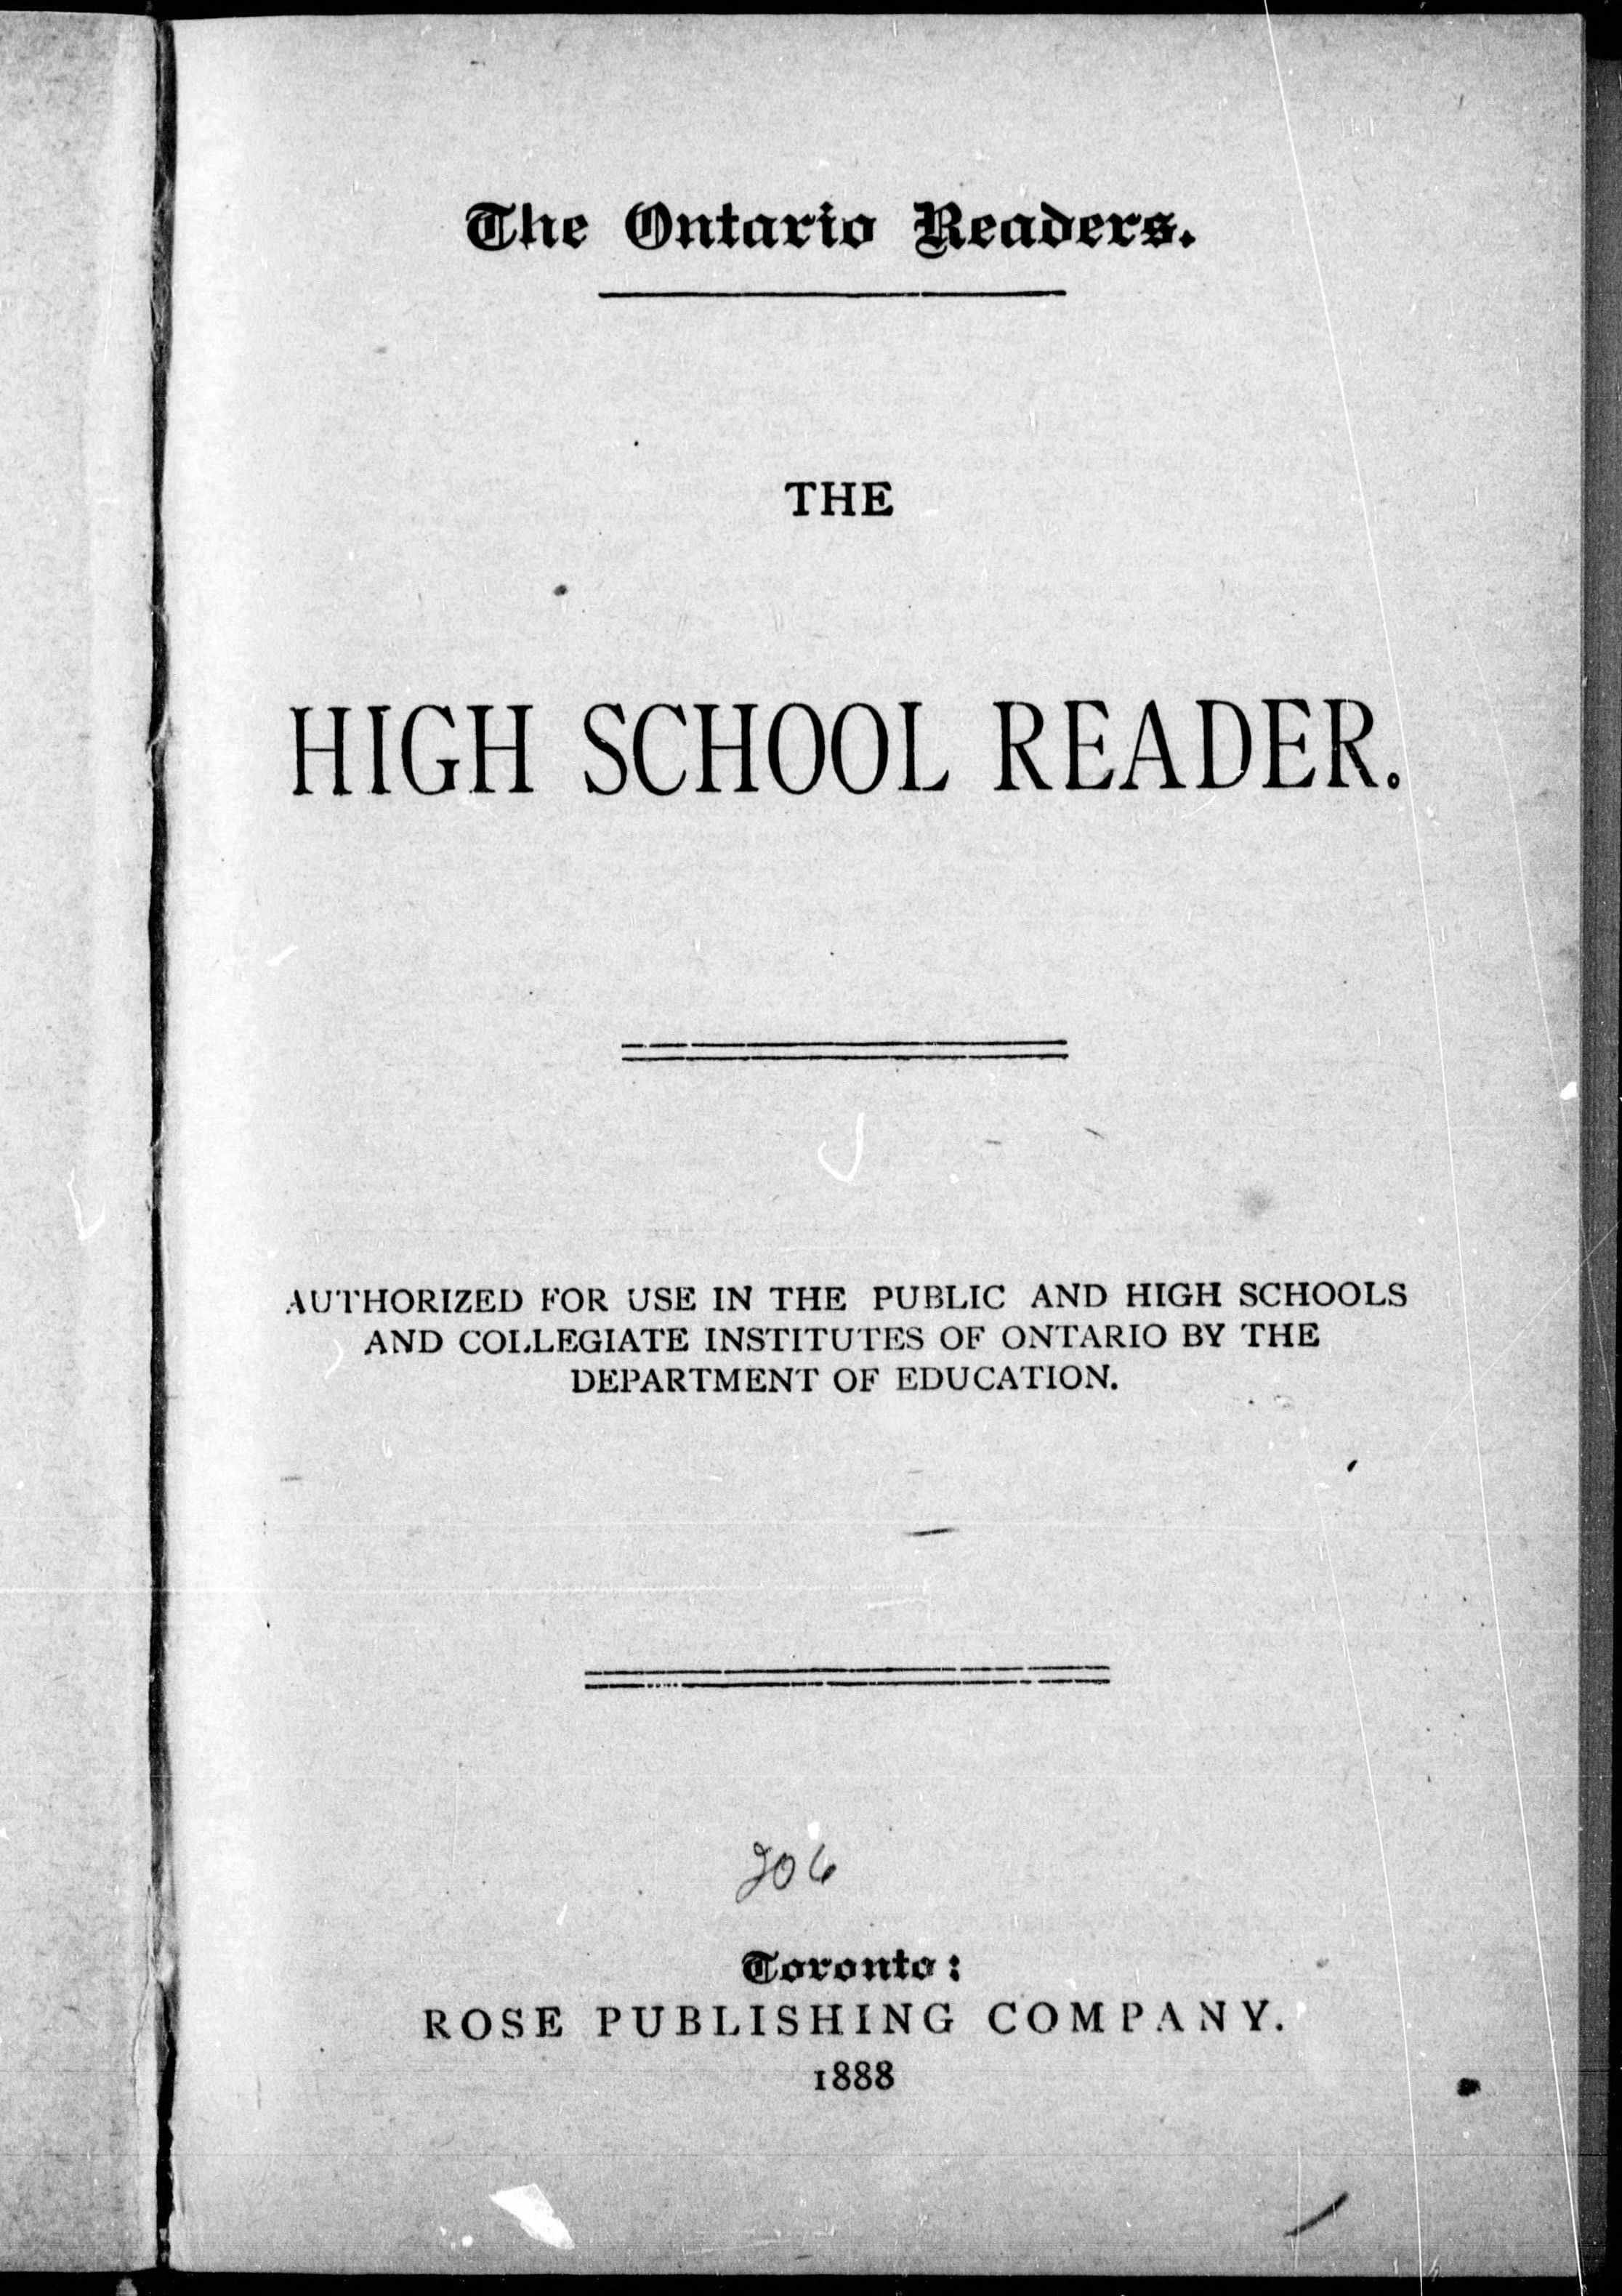 The Ontario Readers.
THE
HIGH SCHOOL READER.
AUTHORIZED FOR USE IN THE PUBLIC AND HIGH SCHOOLS
AND COLLEGIATE INSTITUTES OF ONTARIO BY THE
DEPARTMENT OF EDUCATION.
206
Toronto:
ROSE PUBLISHING COMPANY.
1888